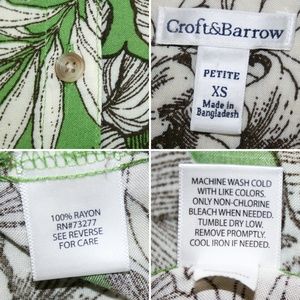 Croft&Barrow
PETITE
XS
Made in
Bangladesh
100% RAYON
RN#73277
SEE REVERSE
FOR CARE
MACHINE WASH COLD
WITH LIKE COLORS.
ONLY NON-CHLORINE
BLEACH WHEN NEEDED.
TUMBLE DRY LOW.
REMOVE PROMPTLY.
COOL IRON IF NEEDED.